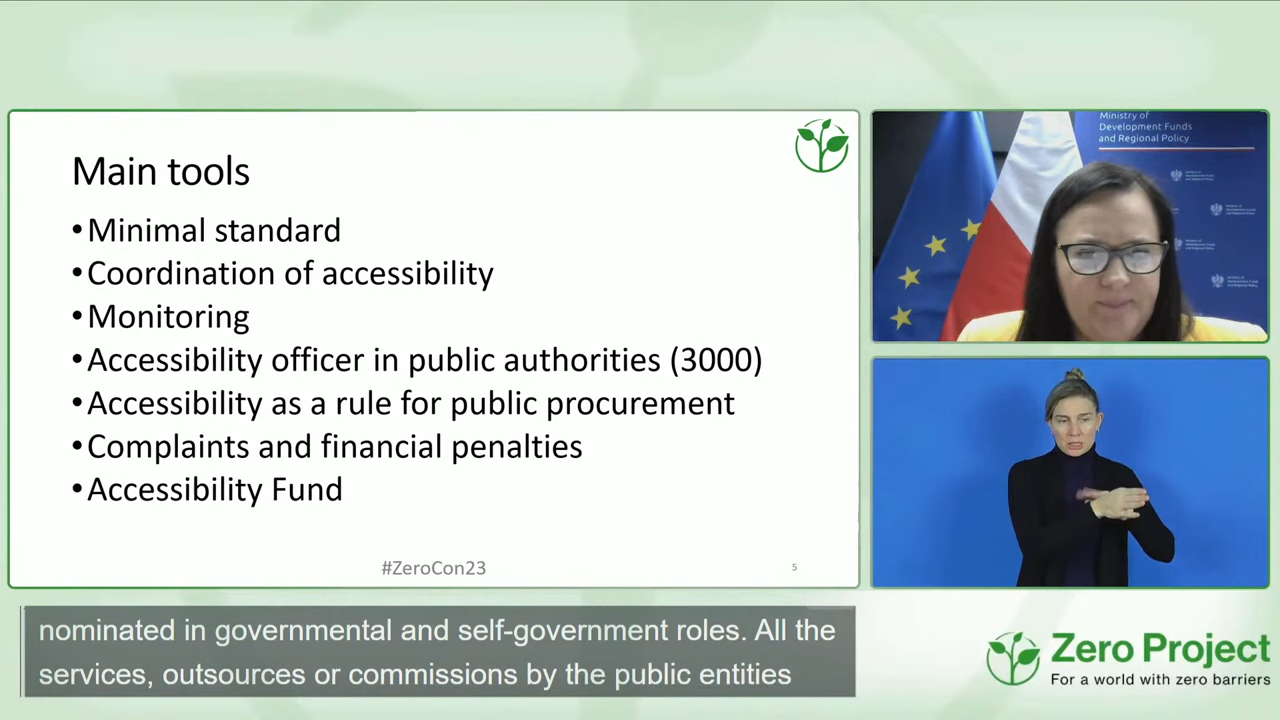 Main tools
•Minimal standard
•Coordination of accessibility
•Monitoring
•Accessibility officer in public authorities (3000)
•Accessibility as a rule for public procurement
•Complaints and financial penalties
•Accessibility Fund
#ZeroCon23
5
Ministry of
Development Funds
and Regional Policy
nominated in governmental and self-government roles. All the
services, outsources or commissions by the public entities
Zero Project
For a world with zero barriers